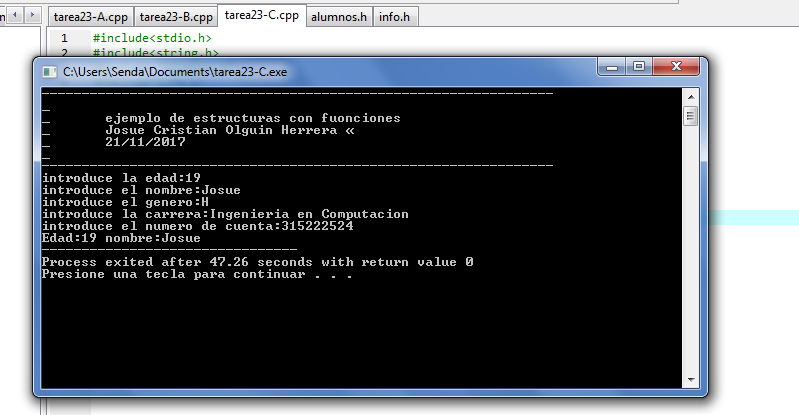 tarea23-A.cpp tarea23-B.cpp tarea23-C.cpp alumnos.h info.h
1 #include<stdio.h>
2 #include<string.h>
C:\Users\Senda\Documents\tarea23-C.exe
----------------------------------------------------------------
_
_ ejemplo de estructuras con fuonciones
_ Josue Cristian Olguin Herrera «
_ 21/11/2017
_
----------------------------------------------------------------
introduce la edad:19
introduce el nombre:Josue
introduce el genero:H
introduce la carrera:Ingenieria en Computacion
introduce el numero de cuenta:315222524
Edad:19 nombre:Josue
--------------------------------
Process exited after 47.26 seconds with return value 0
Presione una tecla para continuar . . .